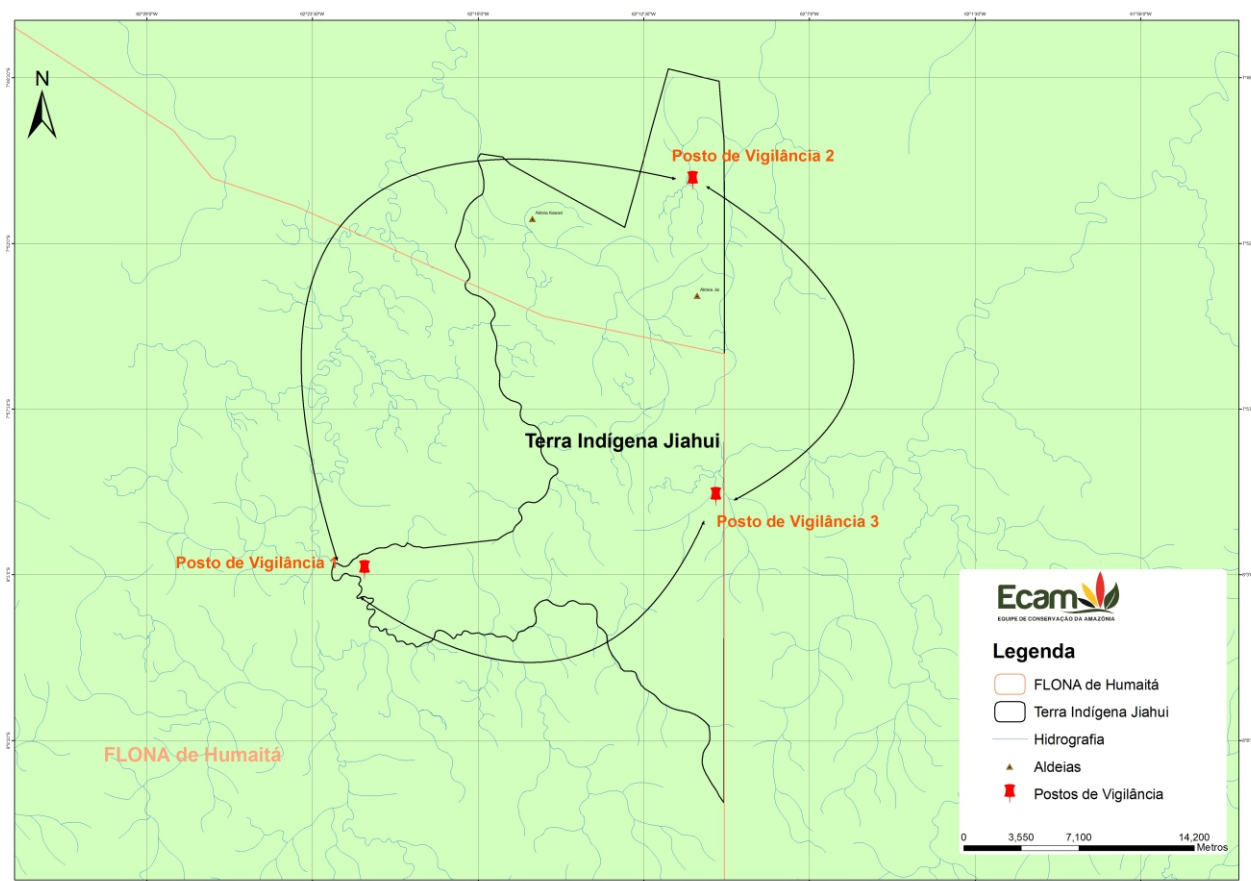 N
Posto de Vigilância 2
Terra Indígena Jiahui
Posto de Vigilância 3
Posto de Vigilância 1
FLONA de Humaitá
Ecam
EQUIPE DE CONSERVAÇÃO DA AMAZÔNIA
Legenda
FLONA de Humaitá
Terra Indígena Jiahui
Hidrografia
Aldeias
Postos de Vigilância
0 3,550 7,100 14,200
Metros